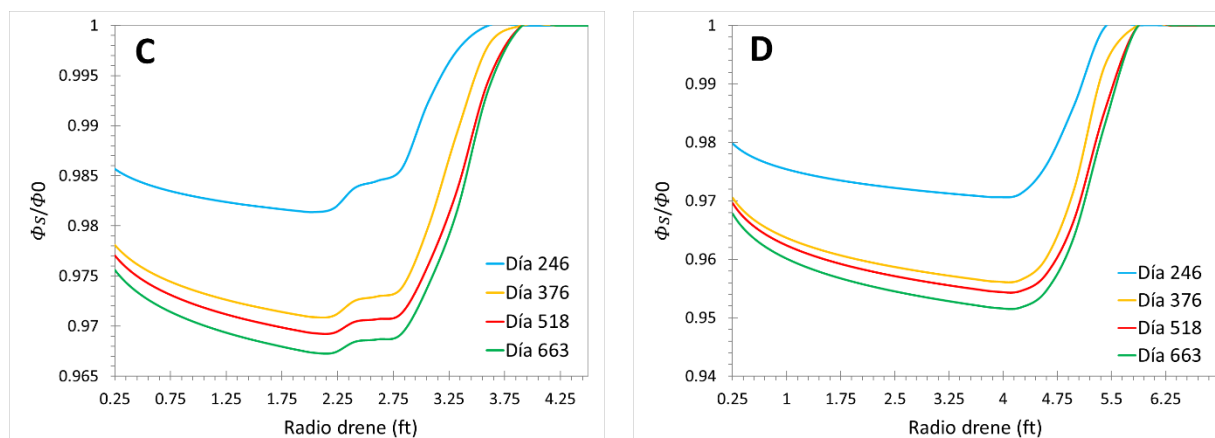 C
1
0.995
0.99
0.985
0.98
0.975
0.97
0.965
Φs/Φ0
0.25 0.75 1.25 1.75 2.25 2.75 3.25 3.75 4.25
Radio drene (ft)
Día 246
Día 376
Día 518
Día 663
D
1
0.99
0.98
0.97
0.96
0.95
0.94
Φs/Φ0
0.25 1 1.75 2.5 3.25 4 4.75 5.5 6.25
Radio drene (ft)
Día 246
Día 376
Día 518
Día 663